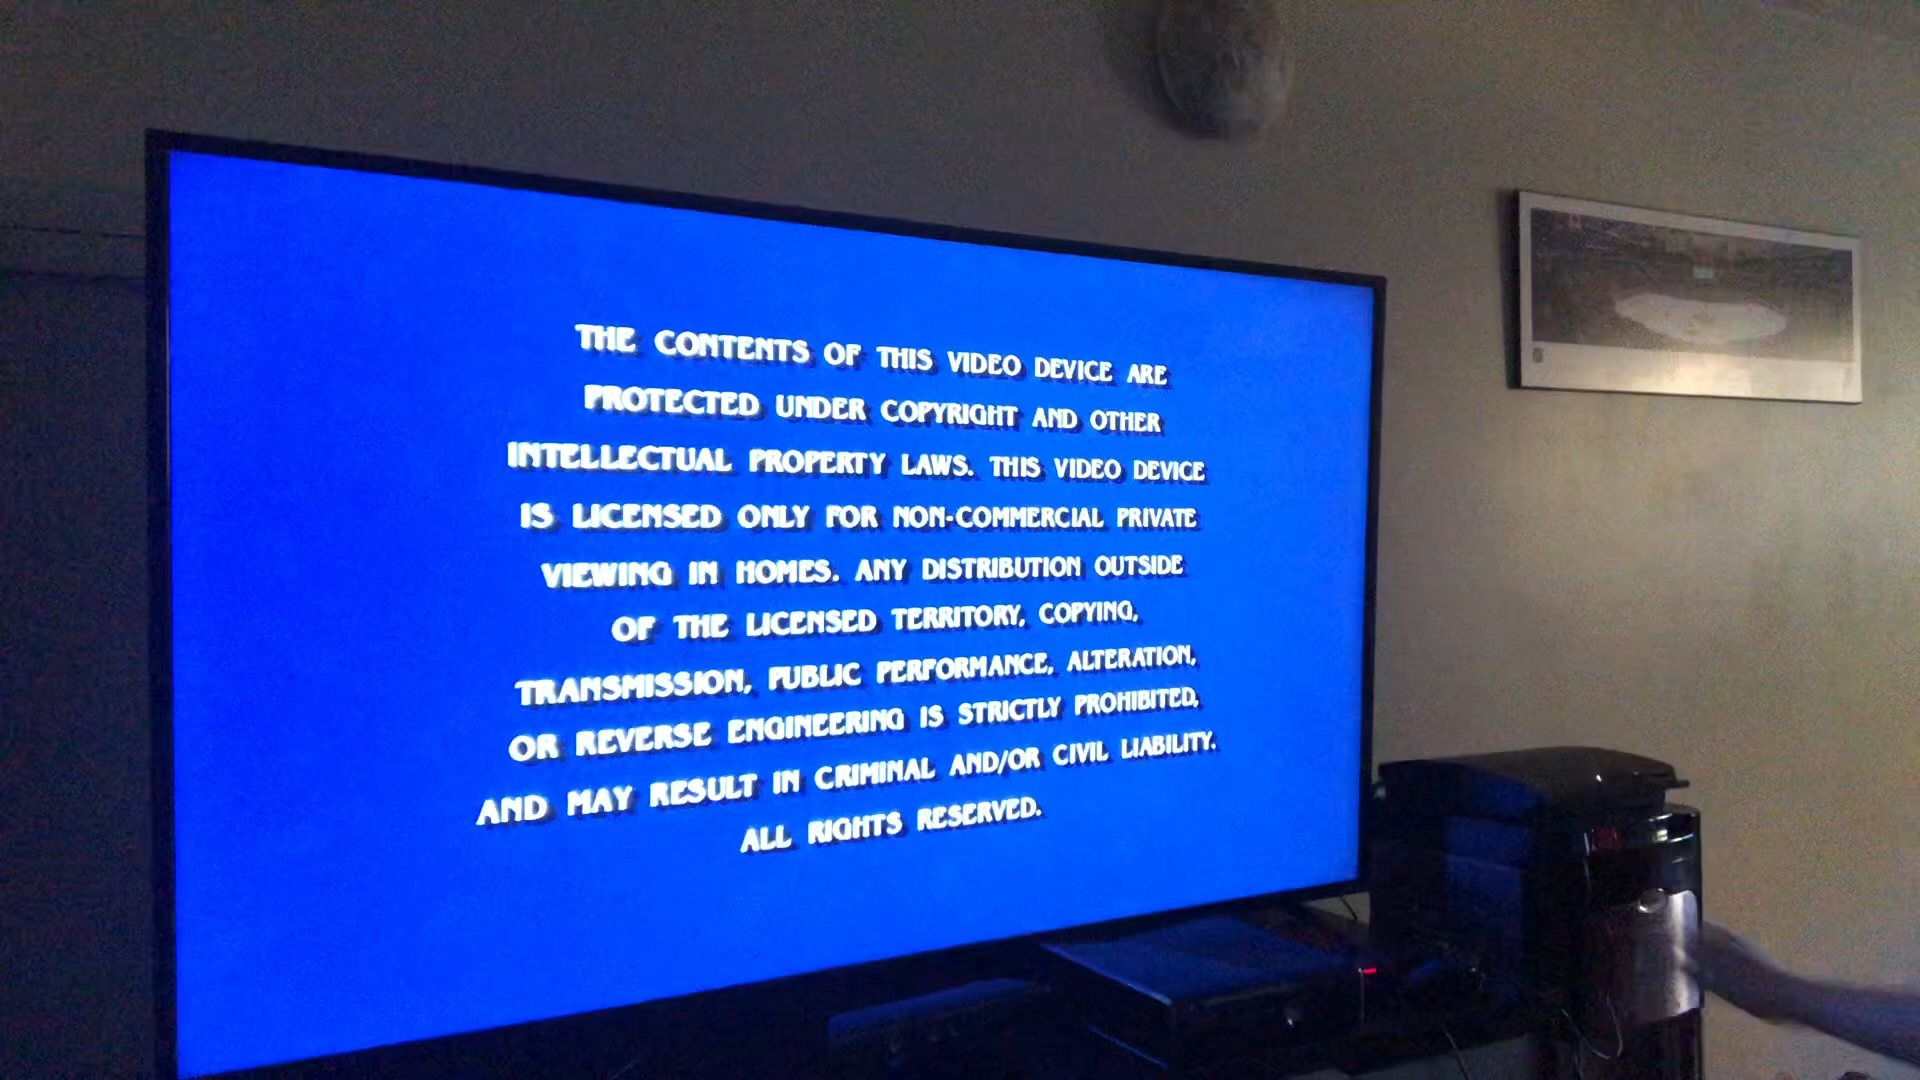 THE CONTENTS OF THIS VIDEO DEVICE ARE
PROTECTED UNDER COPYRIGHT AND OTHER
INTELLECTUAL PROPERTY LAWS. THIS VIDEO DEVICE
IS LICENSED ONLY FOR NON-COMMERCIAL PRIVATE
VIEWING IN HOMES. ANY DISTRIBUTION OUTSIDE
OF THE LICENSED TERRITORY, COPYING,
TRANSMISSION, PUBLIC PERFORMANCE, ALTERATION,
OR REVERSE ENGINEERING IS STRICTLY PROHIBITED,
AND MAY RESULT IN CRIMINAL AND/OR CIVIL LIABILITY.
ALL RIGHTS RESERVED.